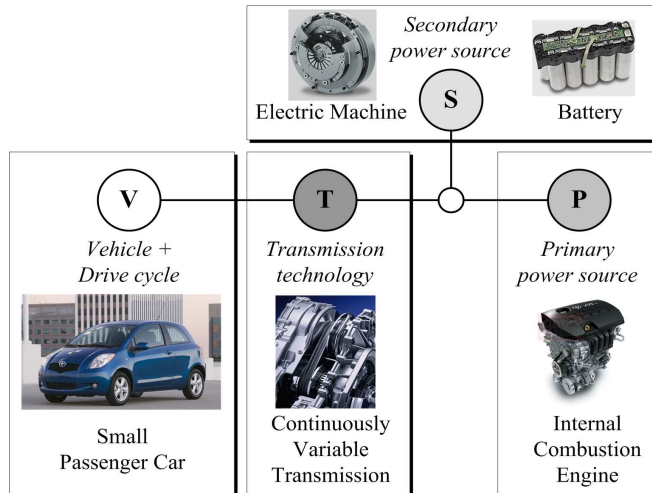 Secondary
power source
Electric Machine
S
Battery
V
T
P
Vehicle +
Drive cycle
Transmission
technology
Primary
power source
Small
Passenger Car
Continuously
Variable
Transmission
Internal
Combustion
Engine